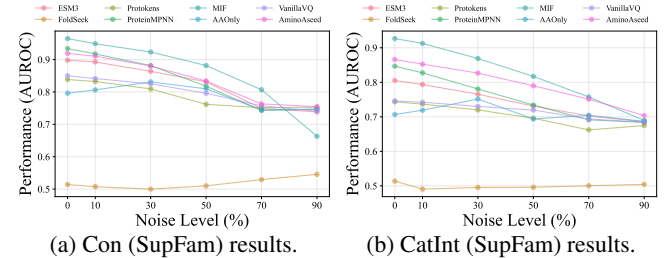 ESM3 Protokens MIF VanillaVQ
FoldSeek ProteinMPNN AAOnly AminoAseed
Performance (AUROC)
0.9
0.8
0.7
0.6
0.5
0 10 30 50 70 90
Noise Level (%)
(a) Con (SupFam) results.
ESM3 Protokens MIF VanillaVQ
FoldSeek ProteinMPNN AAOnly AminoAseed
Performance (AUROC)
0.9
0.8
0.7
0.6
0.5
0 10 30 50 70 90
Noise Level (%)
(b) CatInt (SupFam) results.